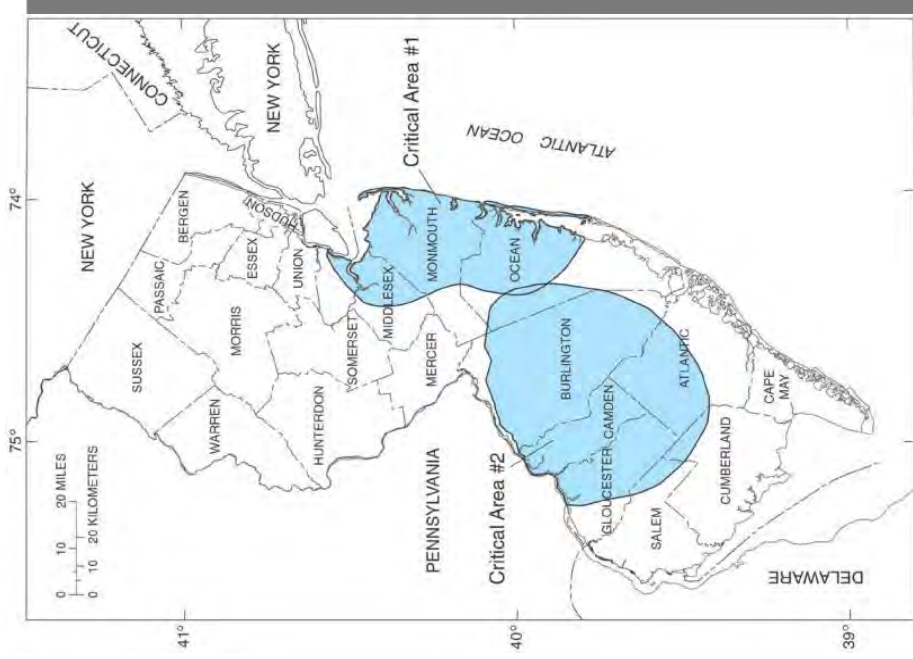 CONNECTICUT
NEW YORK
NEW YORK
74°
75°
41°
40°
39°
0 10 20 MILES
0 10 20 KILOMETERS
SUSSEX
PASSAIC
BERGEN
WARREN
MORRIS
ESSEX
HUDSON
UNION
HUNTERDON
SOMERSET
MIDDLESEX
MERCER
MONMOUTH
OCEAN
Critical Area #1
ATLANTIC OCEAN
PENNSYLVANIA
Critical Area #2
BURLINGTON
CAMDEN
GLOUCESTER
ATLANTIC
SALEM
CUMBERLAND
CAPE
MAY
DELAWARE